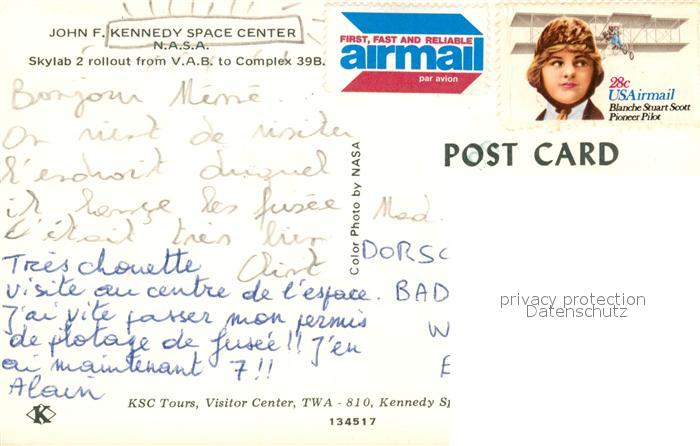 JOHN F. KENNEDY SPACE CENTER
N.A.S.A.
Skylab 2 rollout from V.A.B. to Complex 39B.
FIRST, FAST AND RELIABLE
airmail
par avion
28c
USAirmail
Blanche Stuart Scott
Pioneer Pilot
POST CARD
Color Photo by NASA
Bonjour Mémé
On vient de visiter
l'endroit duquel
il lance les fusée
C'était très bien
Mad.
DORSC
BAD
W
E
Très chouette
visite au centre de l'espace.
J'ai vite passer mon permis
de pilotage de fusée!! J'en
ai maintenant 7!!
Alain
KSC Tours, Visitor Center, TWA - 810, Kennedy Sp
134517
K
privacy protection
Datenschutz